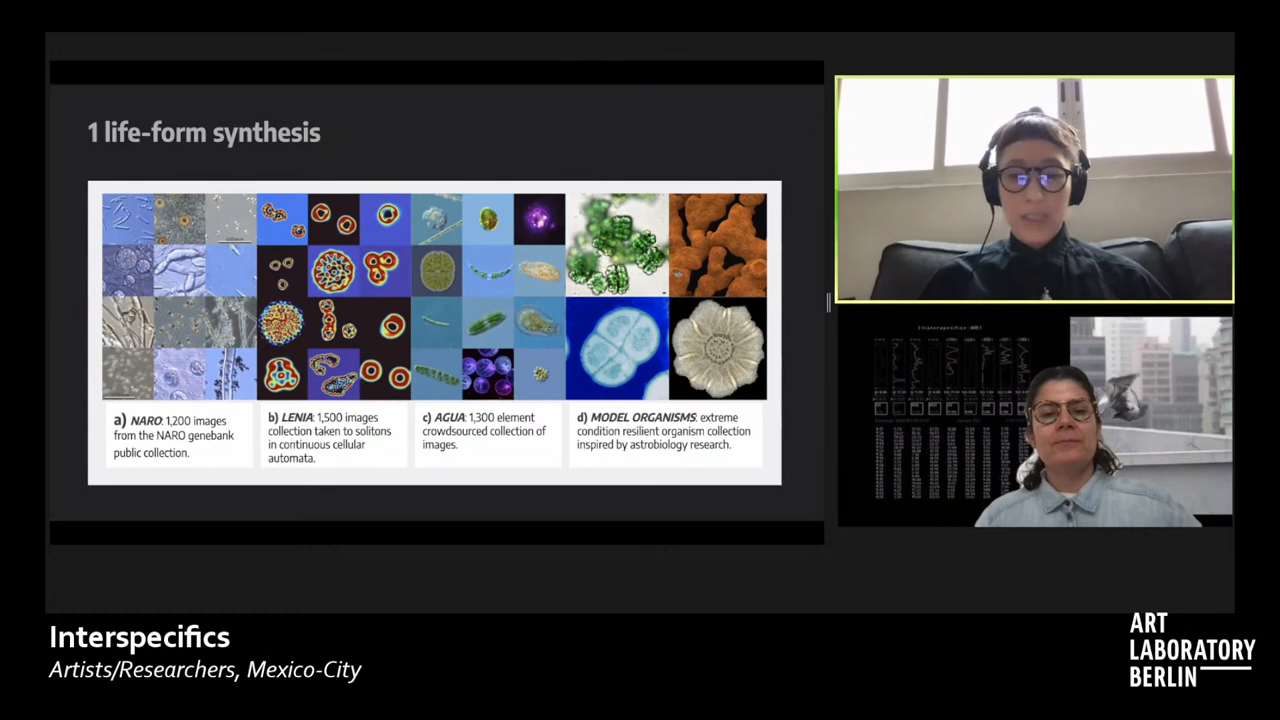 1 life-form synthesis
a) NARO: 1,200 images
from the NARO genebank
public collection.
b) LENIA: 1,500 images
collection taken to solitons
in continuous cellular
automata.
c) AGUA: 1,300 element
crowdsourced collection of
images.
d) MODEL ORGANISMS: extreme
condition resilient organism collection
inspired by astrobiology research.
Interspecifics
Artists/Researchers, Mexico-City
ART
LABORATORY
BERLIN